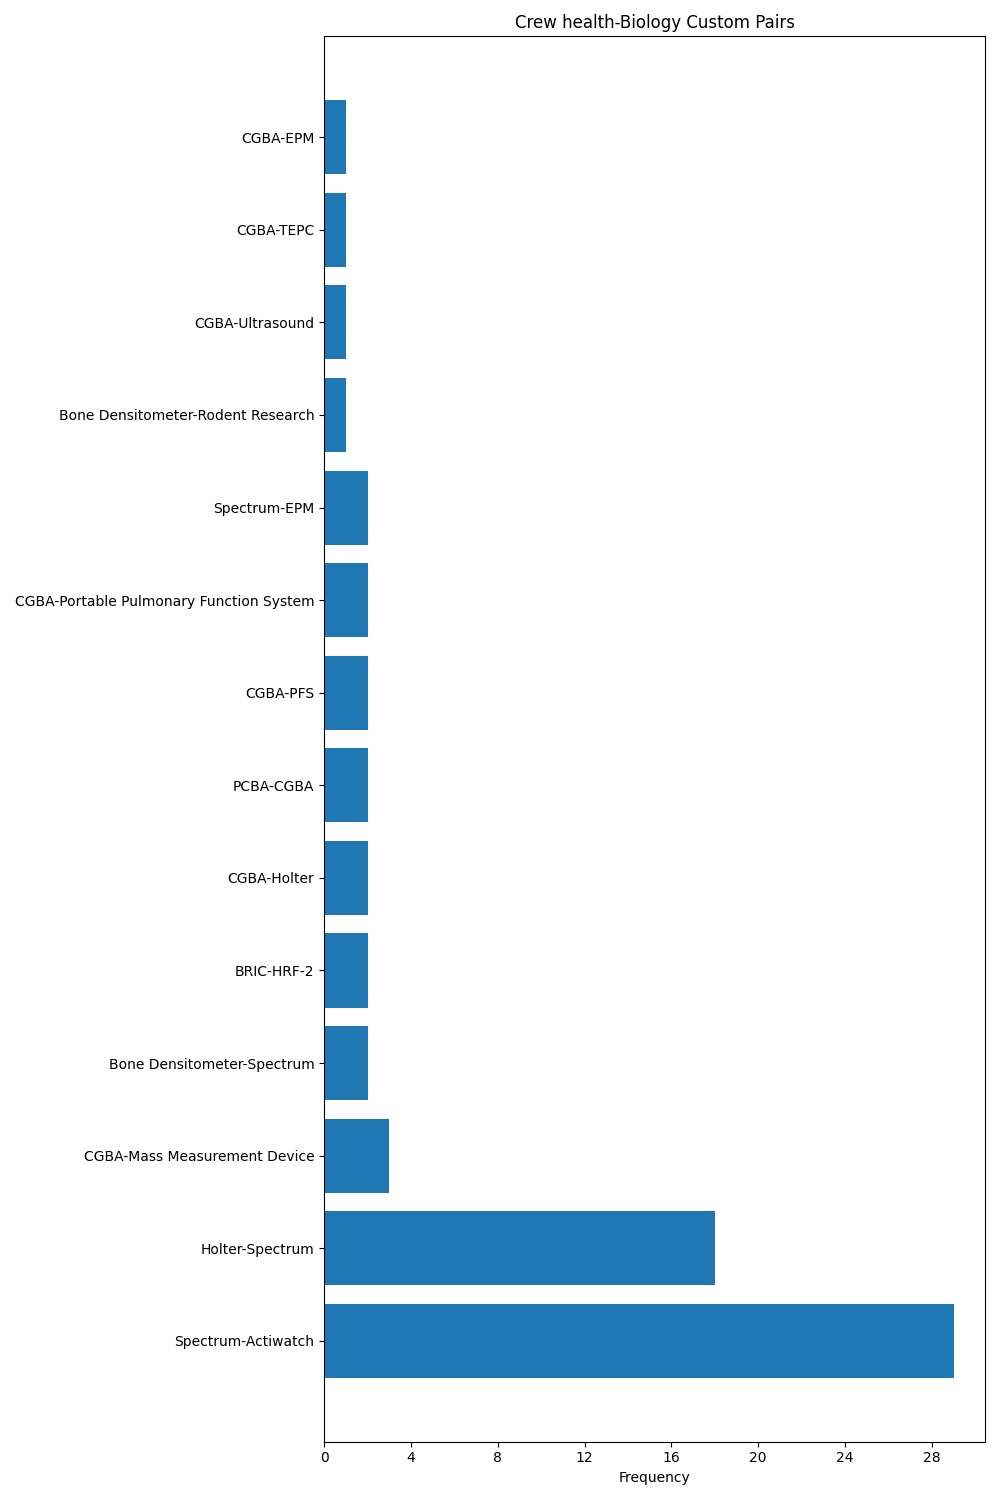 Crew health-Biology Custom Pairs
CGBA-EPM
CGBA-TEPC
CGBA-Ultrasound
Bone Densitometer-Rodent Research
Spectrum-EPM
CGBA-Portable Pulmonary Function System
CGBA-PFS
PCBA-CGBA
CGBA-Holter
BRIC-HRF-2
Bone Densitometer-Spectrum
CGBA-Mass Measurement Device
Holter-Spectrum
Spectrum-Actiwatch
0 4 8 12 16 20 24 28
Frequency